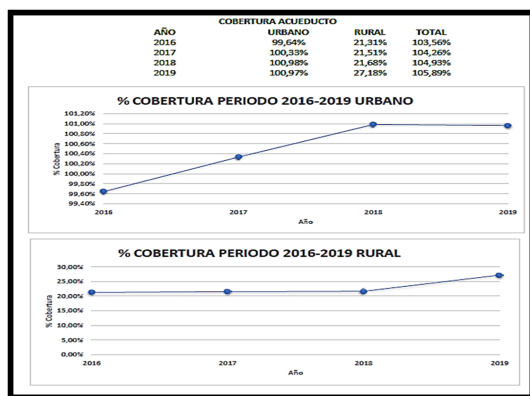 COBERTURA ACUEDUCTO
AÑO URBANO RURAL TOTAL
2016 99,64% 21,31% 103,56%
2017 100,33% 21,51% 104,26%
2018 100,98% 21,68% 104,93%
2019 100,97% 27,18% 105,89%
% COBERTURA PERIODO 2016-2019 URBANO
% Cobertura
101,20%
101,00%
100,80%
100,60%
100,40%
100,20%
100,00%
99,80%
99,60%
99,40%
2016 2017 2018 2019
Año
% COBERTURA PERIODO 2016-2019 RURAL
% Cobertura
30,00%
25,00%
20,00%
15,00%
10,00%
5,00%
0,00%
2016 2017 2018 2019
Año